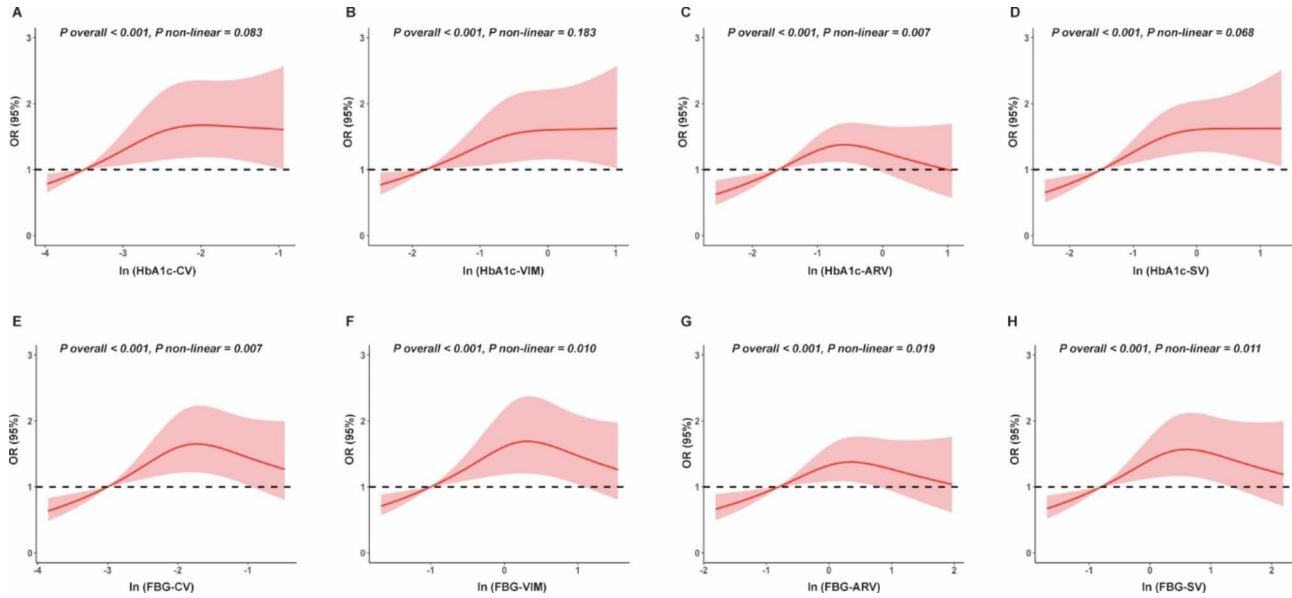 A
P overall < 0.001, P non-linear = 0.083
OR (95%)
3
2
1
0
-4 -3 -2 -1
ln (HbA1c-CV)
B
P overall < 0.001, P non-linear = 0.183
OR (95%)
3
2
1
0
-2 -1 0 1
ln (HbA1c-VIM)
C
P overall < 0.001, P non-linear = 0.007
OR (95%)
3
2
1
0
-2 -1 0 1
ln (HbA1c-ARV)
D
P overall < 0.001, P non-linear = 0.068
OR (95%)
3
2
1
0
-2 -1 0 1
ln (HbA1c-SV)
E
P overall < 0.001, P non-linear = 0.007
OR (95%)
3
2
1
0
-4 -3 -2 -1
ln (FBG-CV)
F
P overall < 0.001, P non-linear = 0.010
OR (95%)
3
2
1
0
-1 0 1
ln (FBG-VIM)
G
P overall < 0.001, P non-linear = 0.019
OR (95%)
3
2
1
0
-2 -1 0 1 2
ln (FBG-ARV)
H
P overall < 0.001, P non-linear = 0.011
OR (95%)
3
2
1
0
-1 0 1 2
ln (FBG-SV)